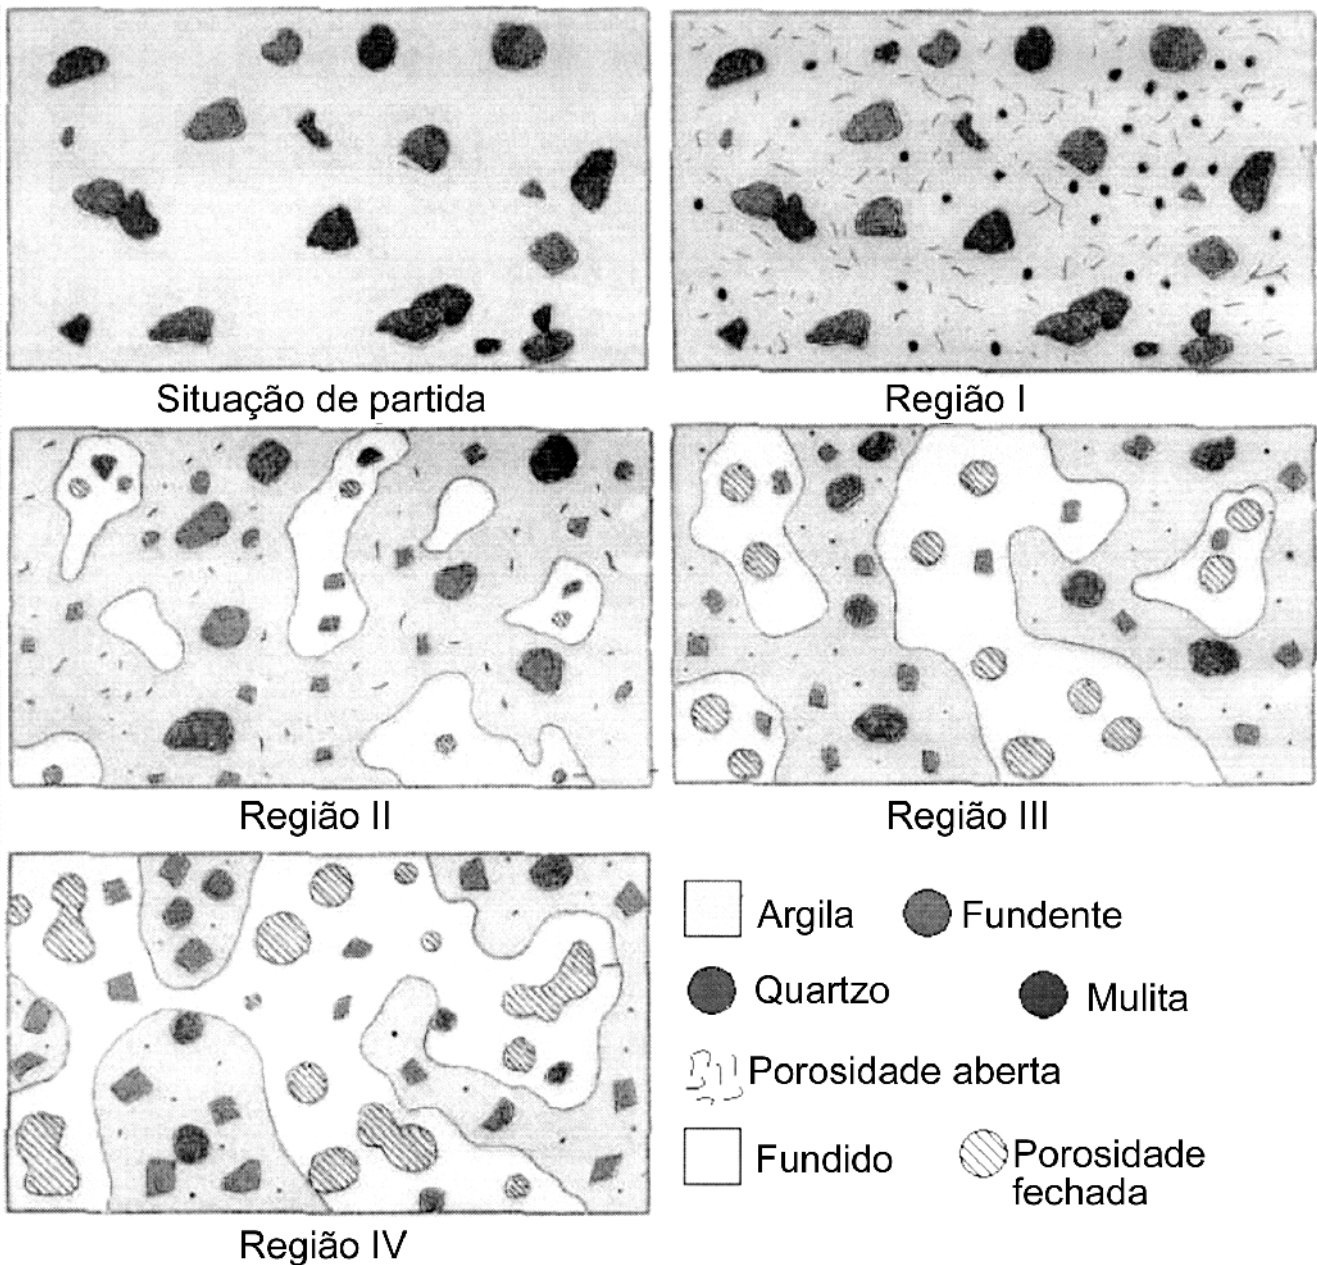 Situação de partida
Região I
Região II
Região III
Argila
Fundente
Quartzo
Mulita
Porosidade aberta
Fundido
Porosidade
fechada
Região IV